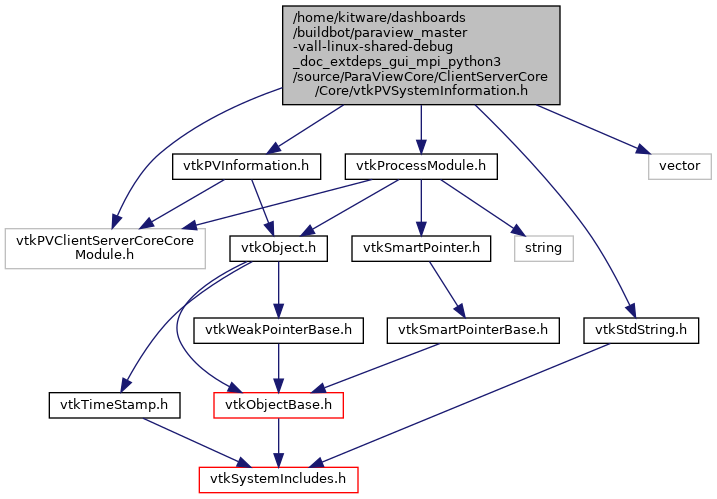 /home/kitware/dashboards
/buildbot/paraview_master
-vall-linux-shared-debug
_doc_extdeps_gui_mpi_python3
/source/ParaViewCore/ClientServerCore
/Core/vtkPVSystemInformation.h
vtkPVInformation.h
vtkProcessModule.h
vector
vtkPVClientServerCoreCore
Module.h
vtkObject.h
vtkSmartPointer.h
string
vtkWeakPointerBase.h
vtkSmartPointerBase.h
vtkStdString.h
vtkTimeStamp.h
vtkObjectBase.h
vtkSystemIncludes.h